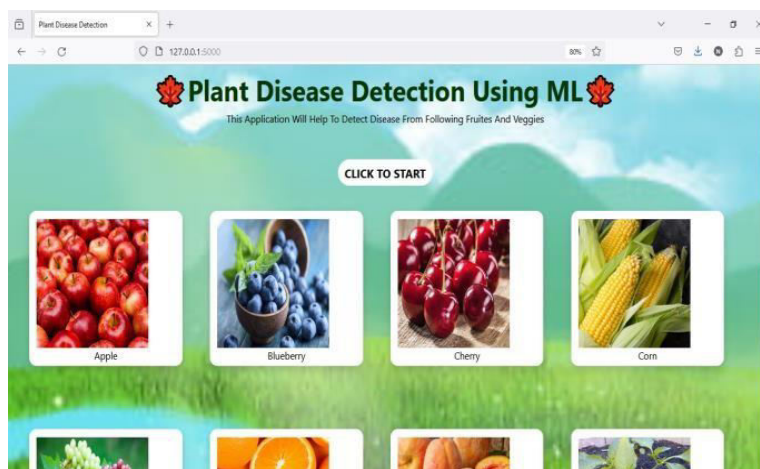 Plant Disease Detection
127.0.0.1:5000
80%
Plant Disease Detection Using ML
This Application Will Help To Detect Disease From Following Fruites And Veggies
CLICK TO START
Apple
Blueberry
Cherry
Corn